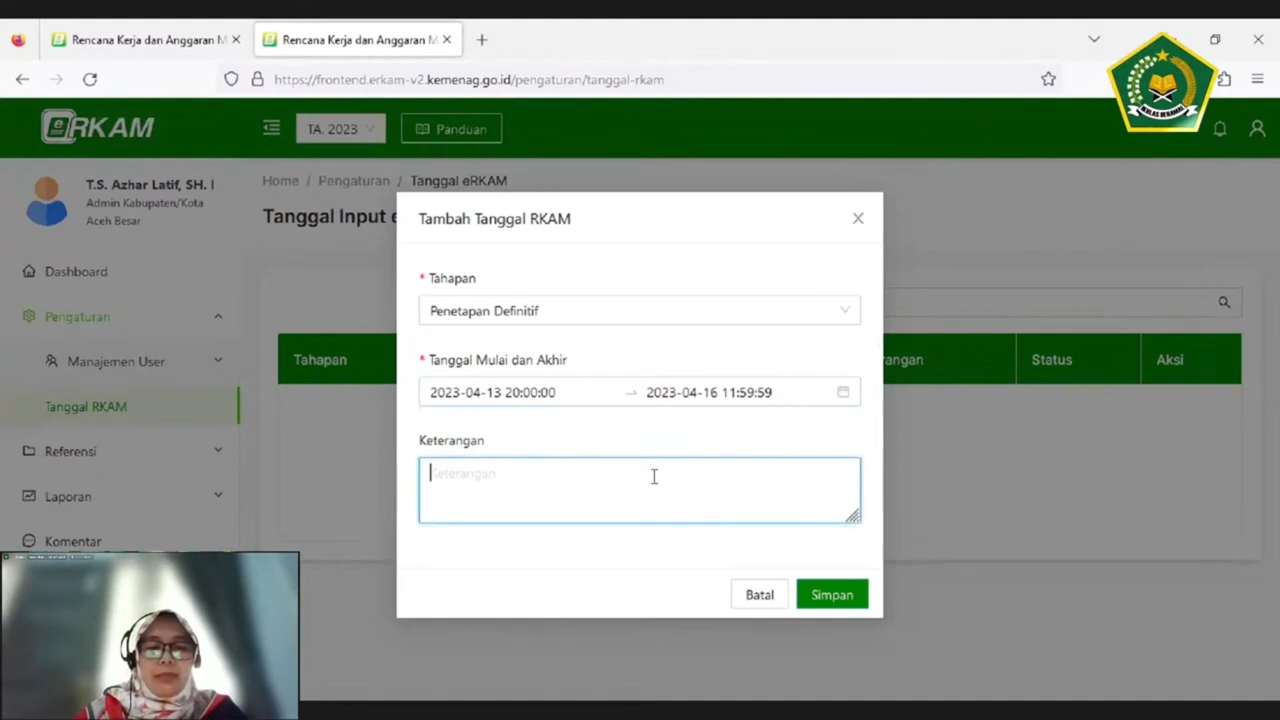 Rencana Kerja dan Anggaran M
Rencana Kerja dan Anggaran M
https://frontend.erkam-v2.kemenag.go.id/pengaturan/tanggal-rkam
IKHLAS BERAMAL
eRKAM
TA. 2023
Panduan
T.S. Azhar Latif, SH. I
Admin Kabupaten/Kota
Aceh Besar
Home / Pengaturan / Tanggal eRKAM
Tanggal Input e
Dashboard
Pengaturan
Manajemen User
Tanggal RKAM
Referensi
Laporan
Komentar
Tahapan
rangan
Status
Aksi
Tambah Tanggal RKAM
* Tahapan
Penetapan Definitif
* Tanggal Mulai dan Akhir
2023-04-13 20:00:00 → 2023-04-16 11:59:59
Keterangan
Keterangan
Batal
Simpan